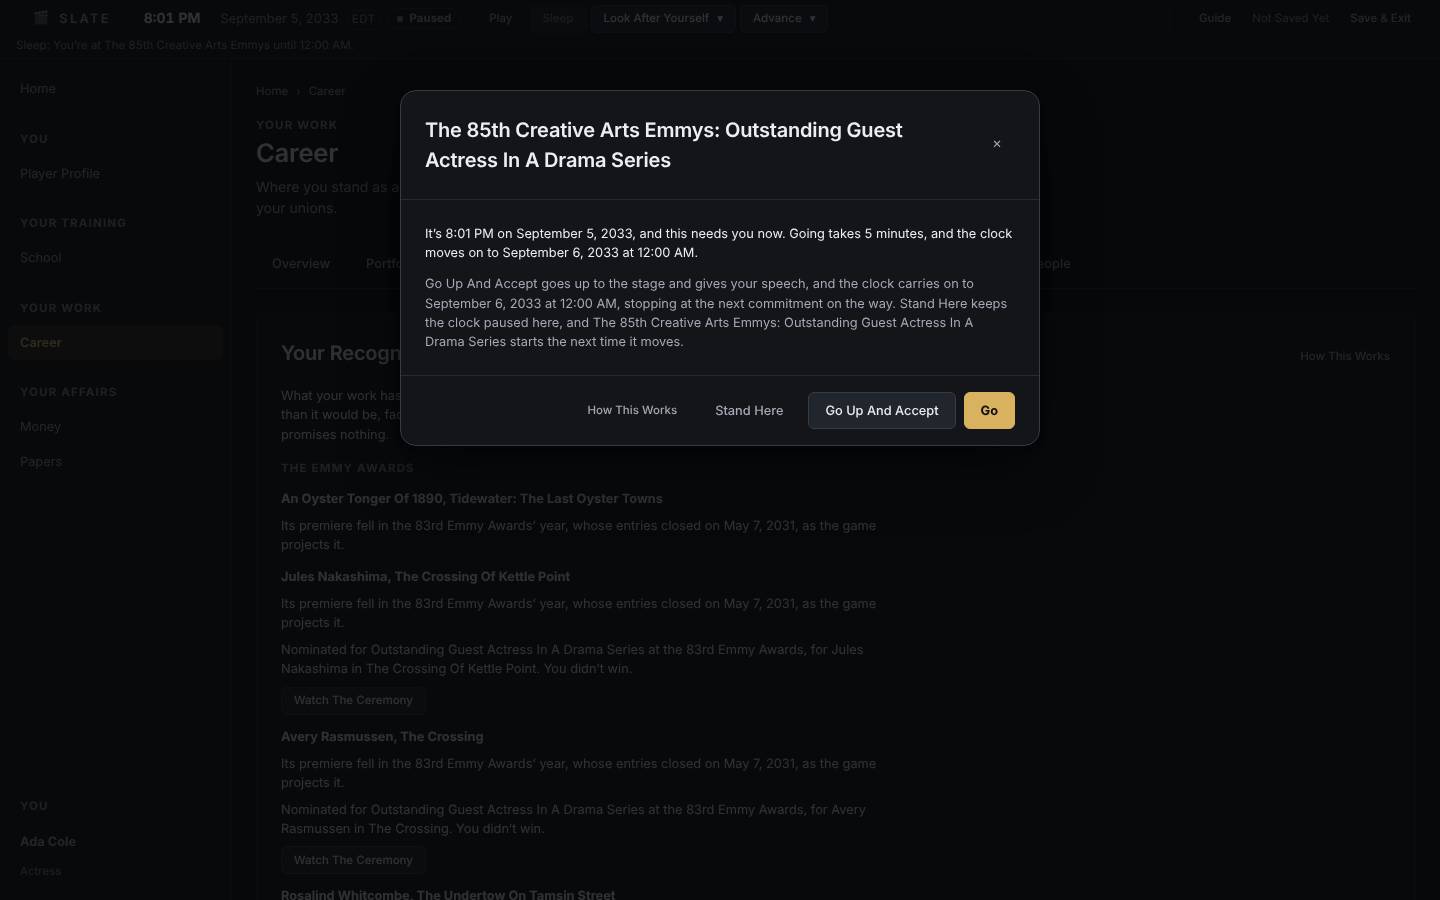 SLATE
8:01 PM
September 5, 2033
EDT
Paused
Play
Sleep
Look After Yourself
Advance
Guide
Not Saved Yet
Save & Exit
Sleep: You're at The 85th Creative Arts Emmys until 12:00 AM.
Home
YOU
Player Profile
YOUR TRAINING
School
YOUR WORK
Career
YOUR AFFAIRS
Money
Papers
YOU
Ada Cole
Actress
Home › Career
YOUR WORK
Career
Where you stand as a
your unions.
Overview
The 85th Creative Arts Emmys: Outstanding Guest
Actress In A Drama Series
×
It's 8:01 PM on September 5, 2033, and this needs you now. Going takes 5 minutes, and the clock
moves on to September 6, 2033 at 12:00 AM.
Go Up And Accept goes up to the stage and gives your speech, and the clock carries on to
September 6, 2033 at 12:00 AM, stopping at the next commitment on the way. Stand Here keeps
the clock paused here, and The 85th Creative Arts Emmys: Outstanding Guest Actress In A
Drama Series starts the next time it moves.
How This Works
Stand Here
Go Up And Accept
Go
Your Recogn
How This Works
What your work has
than it would be, fac
promises nothing.
THE EMMY AWARDS
An Oyster Tonger Of 1890, Tidewater: The Last Oyster Towns
Its premiere fell in the 83rd Emmy Awards' year, whose entries closed on May 7, 2031, as the game
projects it.
Jules Nakashima, The Crossing Of Kettle Point
Its premiere fell in the 83rd Emmy Awards' year, whose entries closed on May 7, 2031, as the game
projects it.
Nominated for Outstanding Guest Actress In A Drama Series at the 83rd Emmy Awards, for Jules
Nakashima in The Crossing Of Kettle Point. You didn't win.
Watch The Ceremony
Avery Rasmussen, The Crossing
Its premiere fell in the 83rd Emmy Awards' year, whose entries closed on May 7, 2031, as the game
projects it.
Nominated for Outstanding Guest Actress In A Drama Series at the 83rd Emmy Awards, for Avery
Rasmussen in The Crossing. You didn't win.
Watch The Ceremony
Rosalind Whitcombe, The Undertow On Tamsin Street